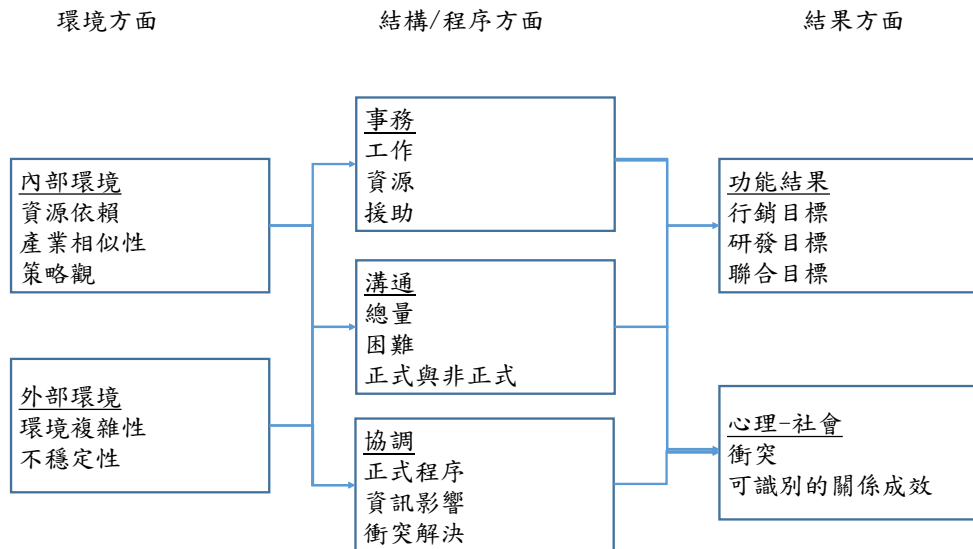 環境方面
結構/程序方面
結果方面
內部環境
資源依賴
產業相似性
策略觀
外部環境
環境複雜性
不穩定性
事務
工作
資源
援助
溝通
總量
困難
正式與非正式
協調
正式程序
資訊影響
衝突解決
功能結果
行銷目標
研發目標
聯合目標
心理-社會
衝突
可識別的關係成效